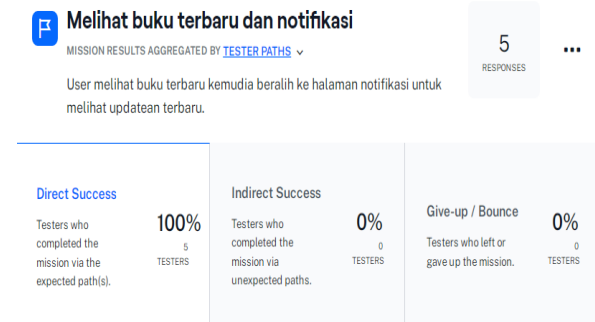 Melihat buku terbaru dan notifikasi
MISSION RESULTS AGGREGATED BY TESTER PATHS
5
RESPONSES
User melihat buku terbaru kemudia beralih ke halaman notifikasi untuk
melihat updatean terbaru.
Direct Success
Testers who
completed the
mission via the
expected path(s).
100%
5
TESTERS
Indirect Success
Testers who
completed the
mission via
unexpected paths.
0%
0
TESTERS
Give-up / Bounce
Testers who left or
gave up the mission.
0%
0
TESTERS